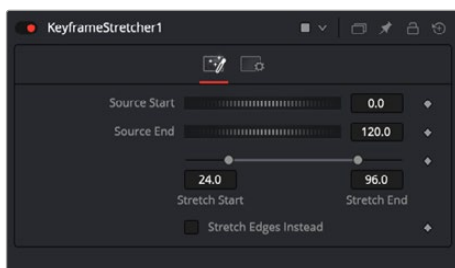 KeyframeStretcher1
Source Start 0.0
Source End 120.0
24.0 96.0
Stretch Start Stretch End
Stretch Edges Instead